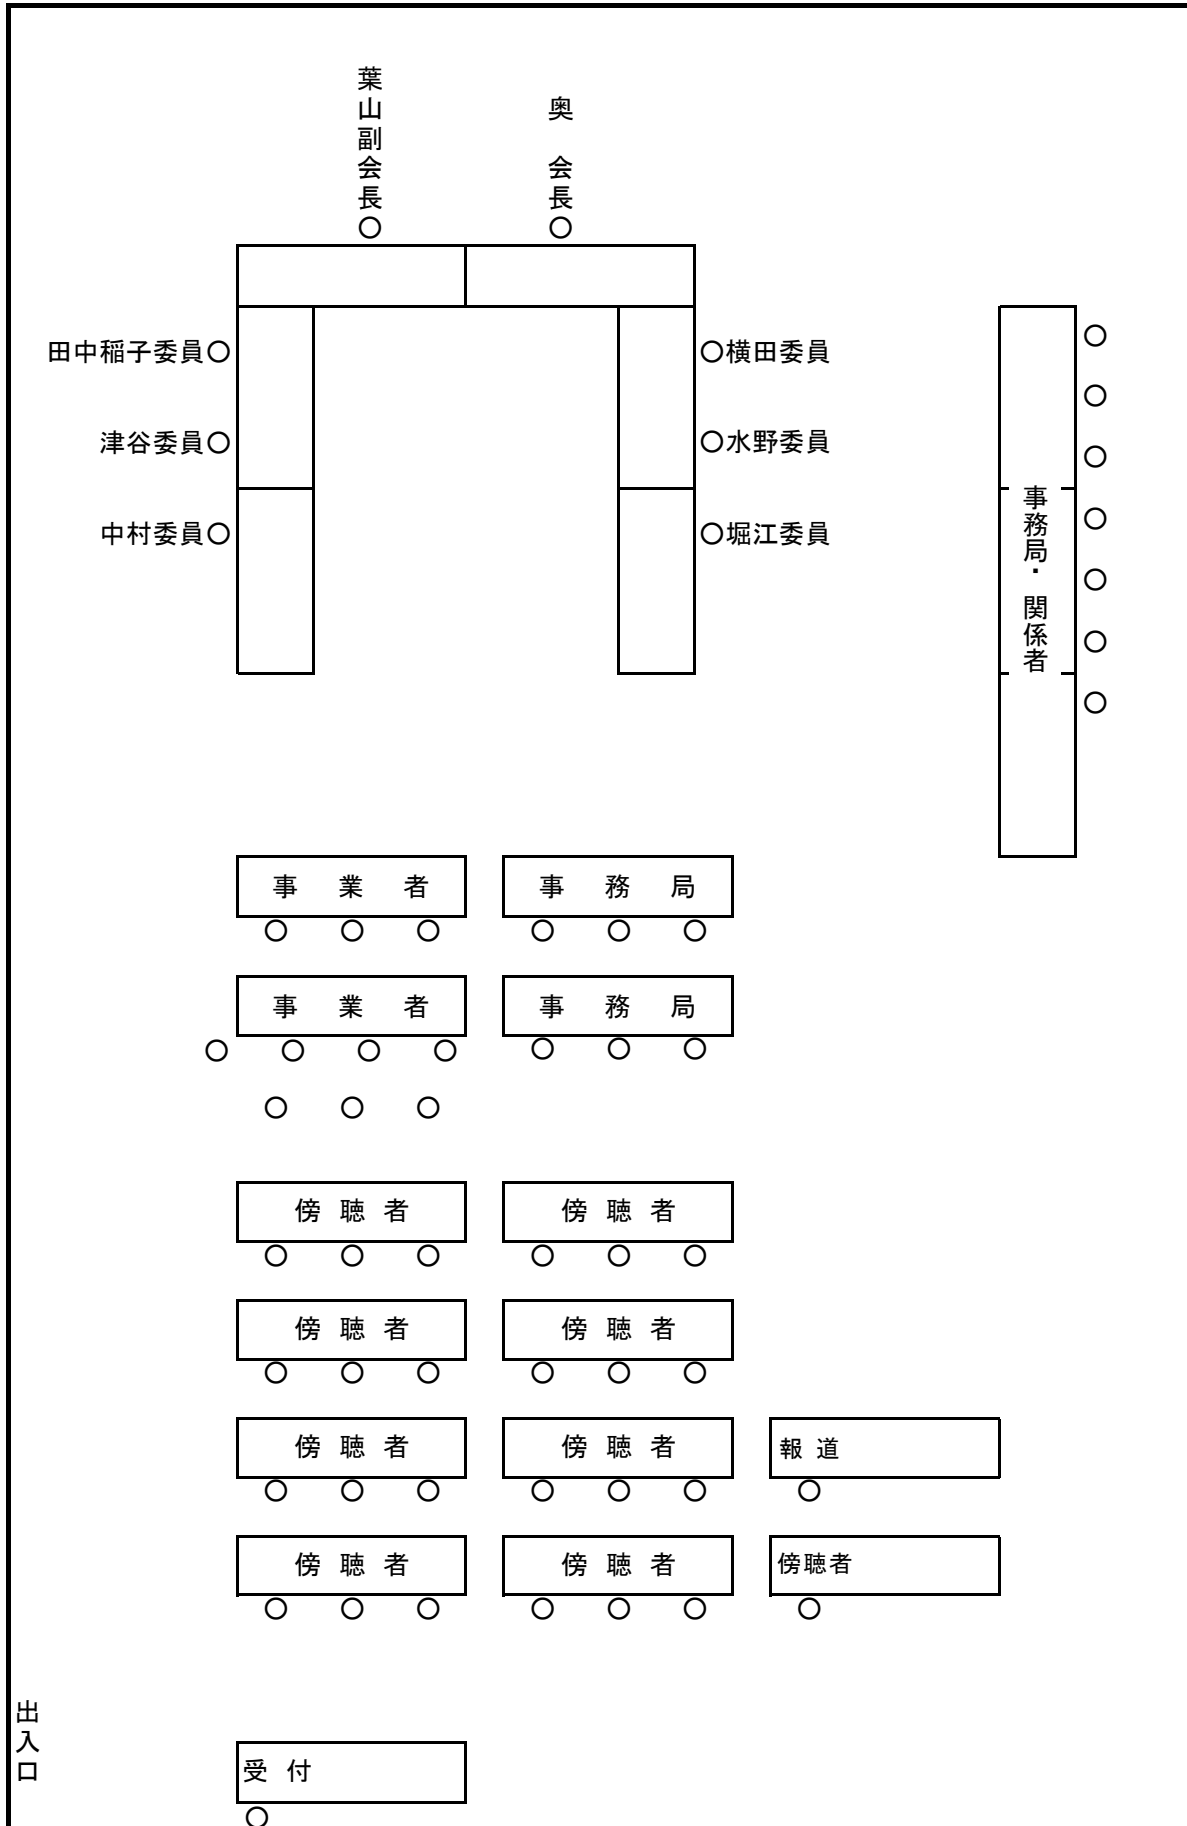 葉山副会長
奥 会長
田中稲子委員○
○横田委員
津谷委員○
○水野委員
中村委員○
○堀江委員
事務局・関係者
事 業 者
事 務 局
事 業 者
事 務 局
傍 聴 者
傍 聴 者
傍 聴 者
傍 聴 者
傍 聴 者
傍 聴 者
報 道
傍 聴 者
傍 聴 者
傍聴者
出入口
受 付